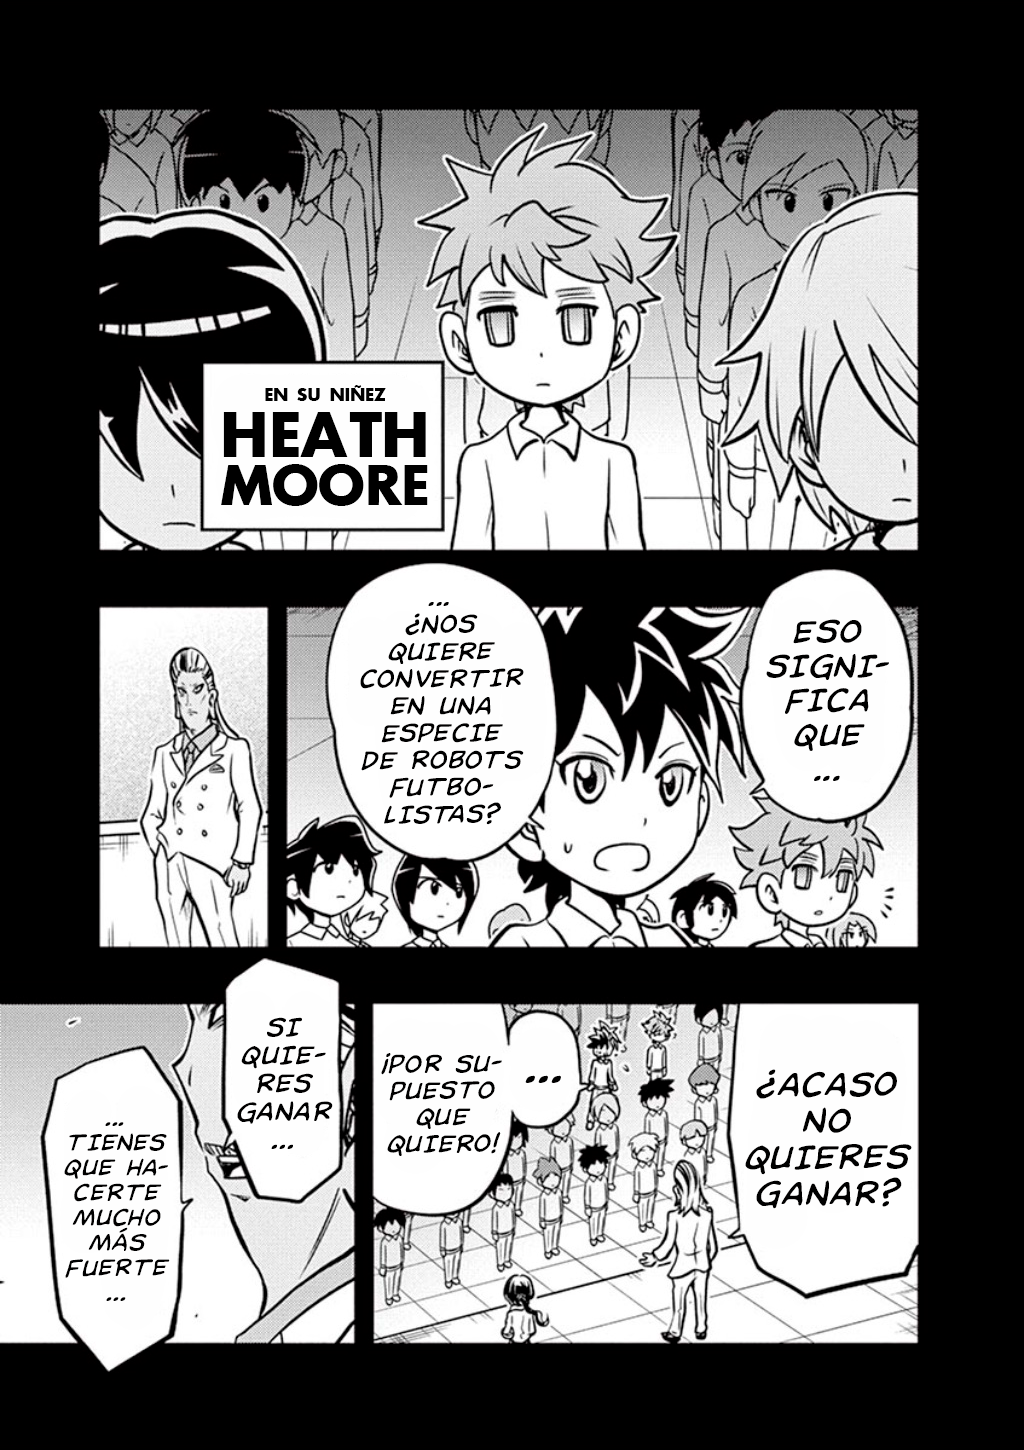 EN SU NIÑEZ
HEATH
MOORE
ESO
SIGNI-
FICA
QUE
...
...
¿NOS
QUIERE
CONVERTIR
EN UNA
ESPECIE
DE ROBOTS
FUTBO-
LISTAS?
¿ACASO
NO
QUIERES
GANAR?
...
¡POR SU-
PUESTO
QUE
QUIERO!
SI
QUIE-
RES
GANAR
...
...
TIENES
QUE HA-
CERTE
MUCHO
MÁS
FUERTE
...